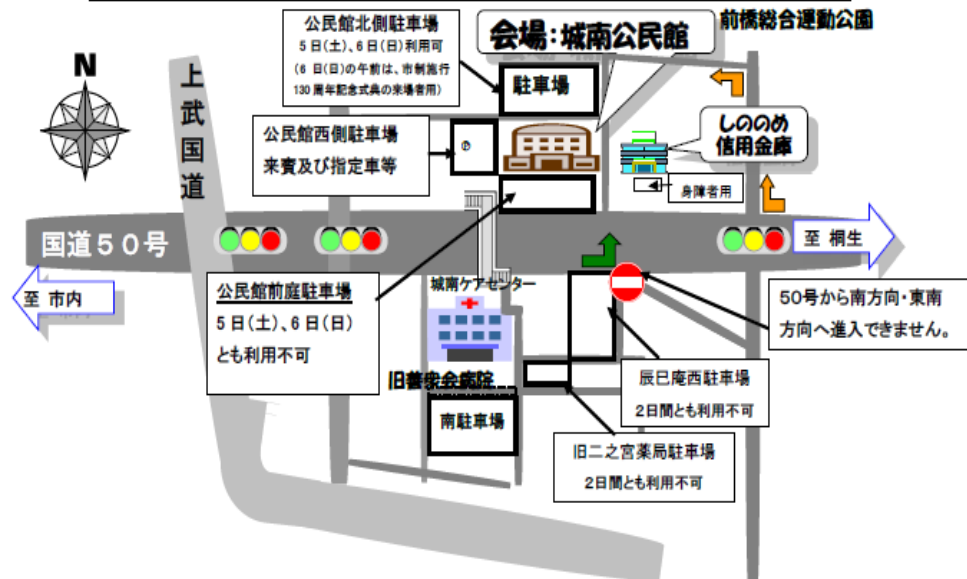 公民館北側駐車場
5日(土)、6日(日)利用可
(6日(日)の午前は、市制施行
130周年記念式典の来場者用)
会場:城南公民館
前橋総合運動公園
N
上武国道
駐車場
公民館西側駐車場
来賓及び指定車等
しののめ
信用金庫
身障者用
国道50号
至 桐生
至 市内
公民館前庭駐車場
5日(土)、6日(日)
とも利用不可
城南ケアセンター
50号から南方向・東南
方向へ進入できません。
旧善衆会病院
辰巳庵西駐車場
2日間とも利用不可
南駐車場
旧二之宮薬局駐車場
2日間とも利用不可